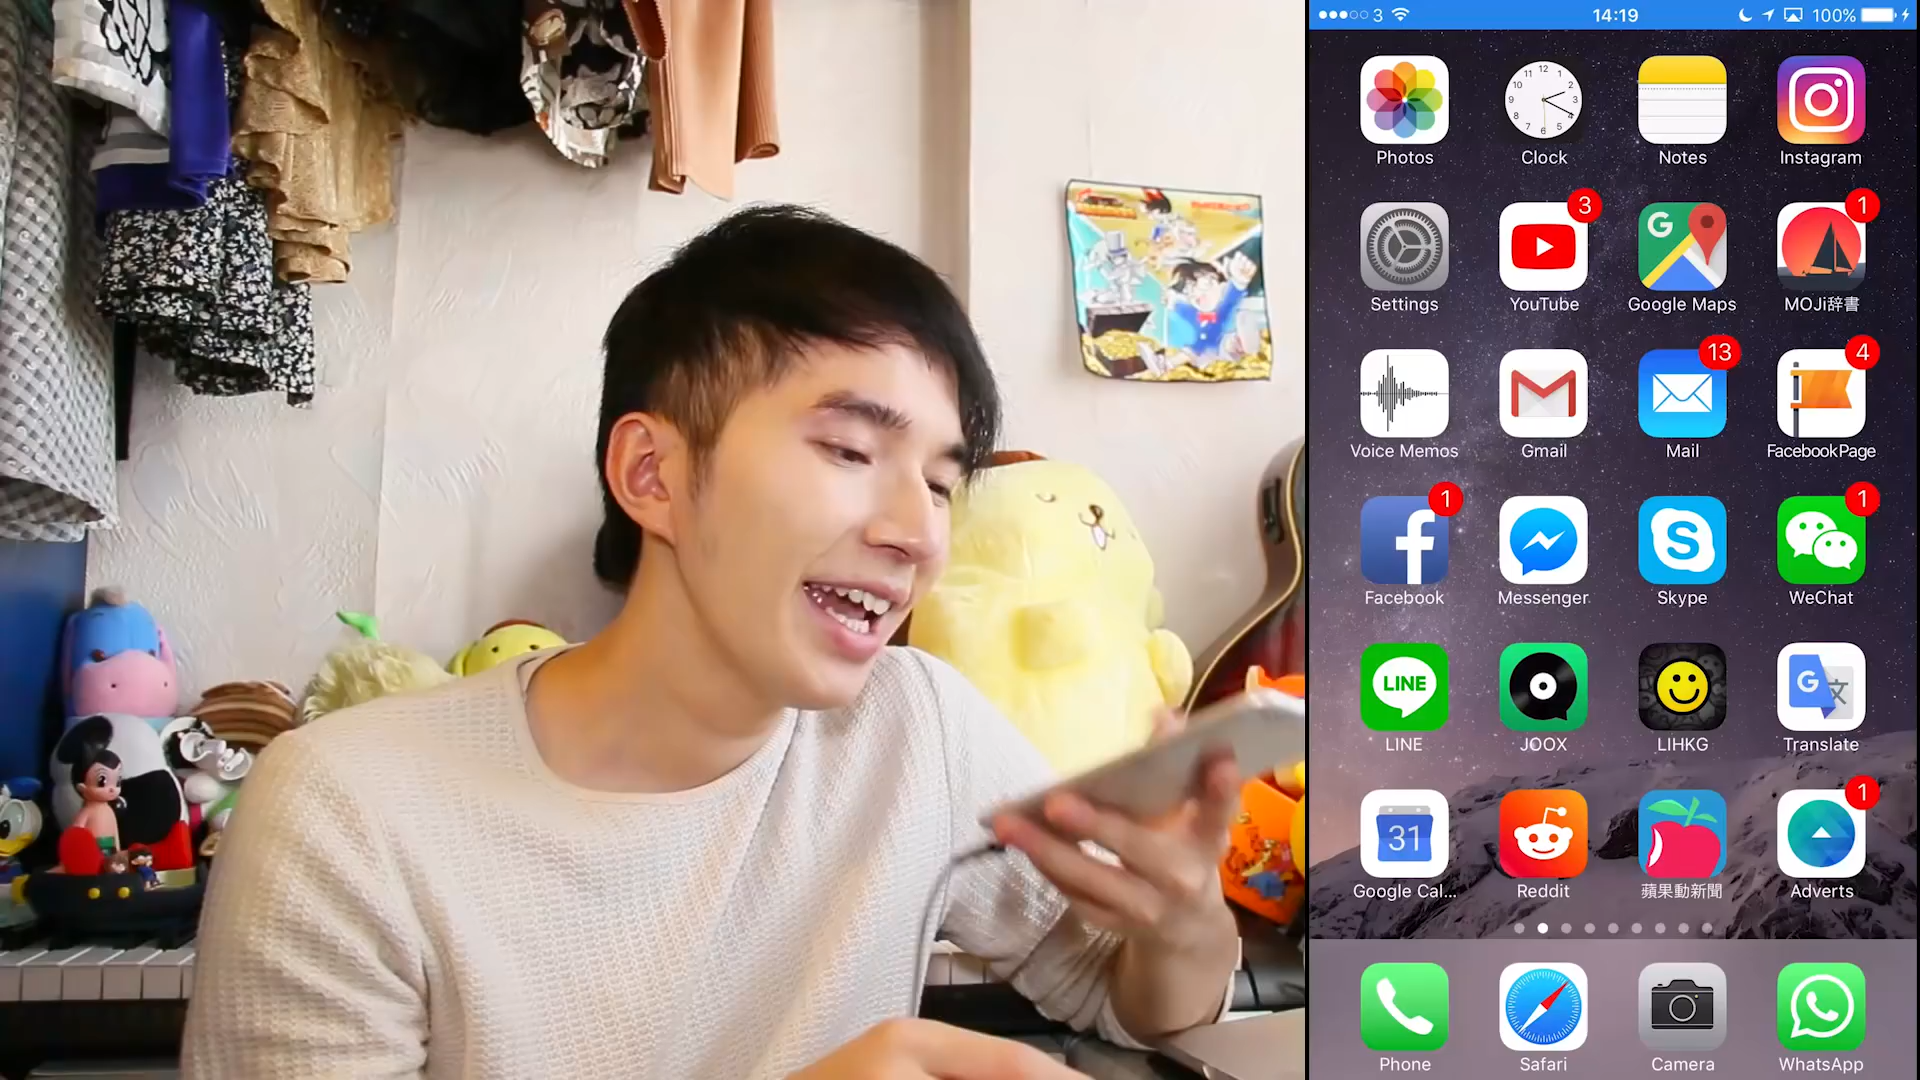 3
14:19
100%
Photos
Clock
Notes
Instagram
3
1
Settings
YouTube
Google Maps
MOJi辞書
13
4
Voice Memos
Gmail
Mail
FacebookPage
1
1
Facebook
Messenger
Skype
WeChat
LINE
LINE
JOOX
LIHKG
Translate
31
1
Google Cal...
Reddit
蘋果動新聞
Adverts
Phone
Safari
Camera
WhatsApp